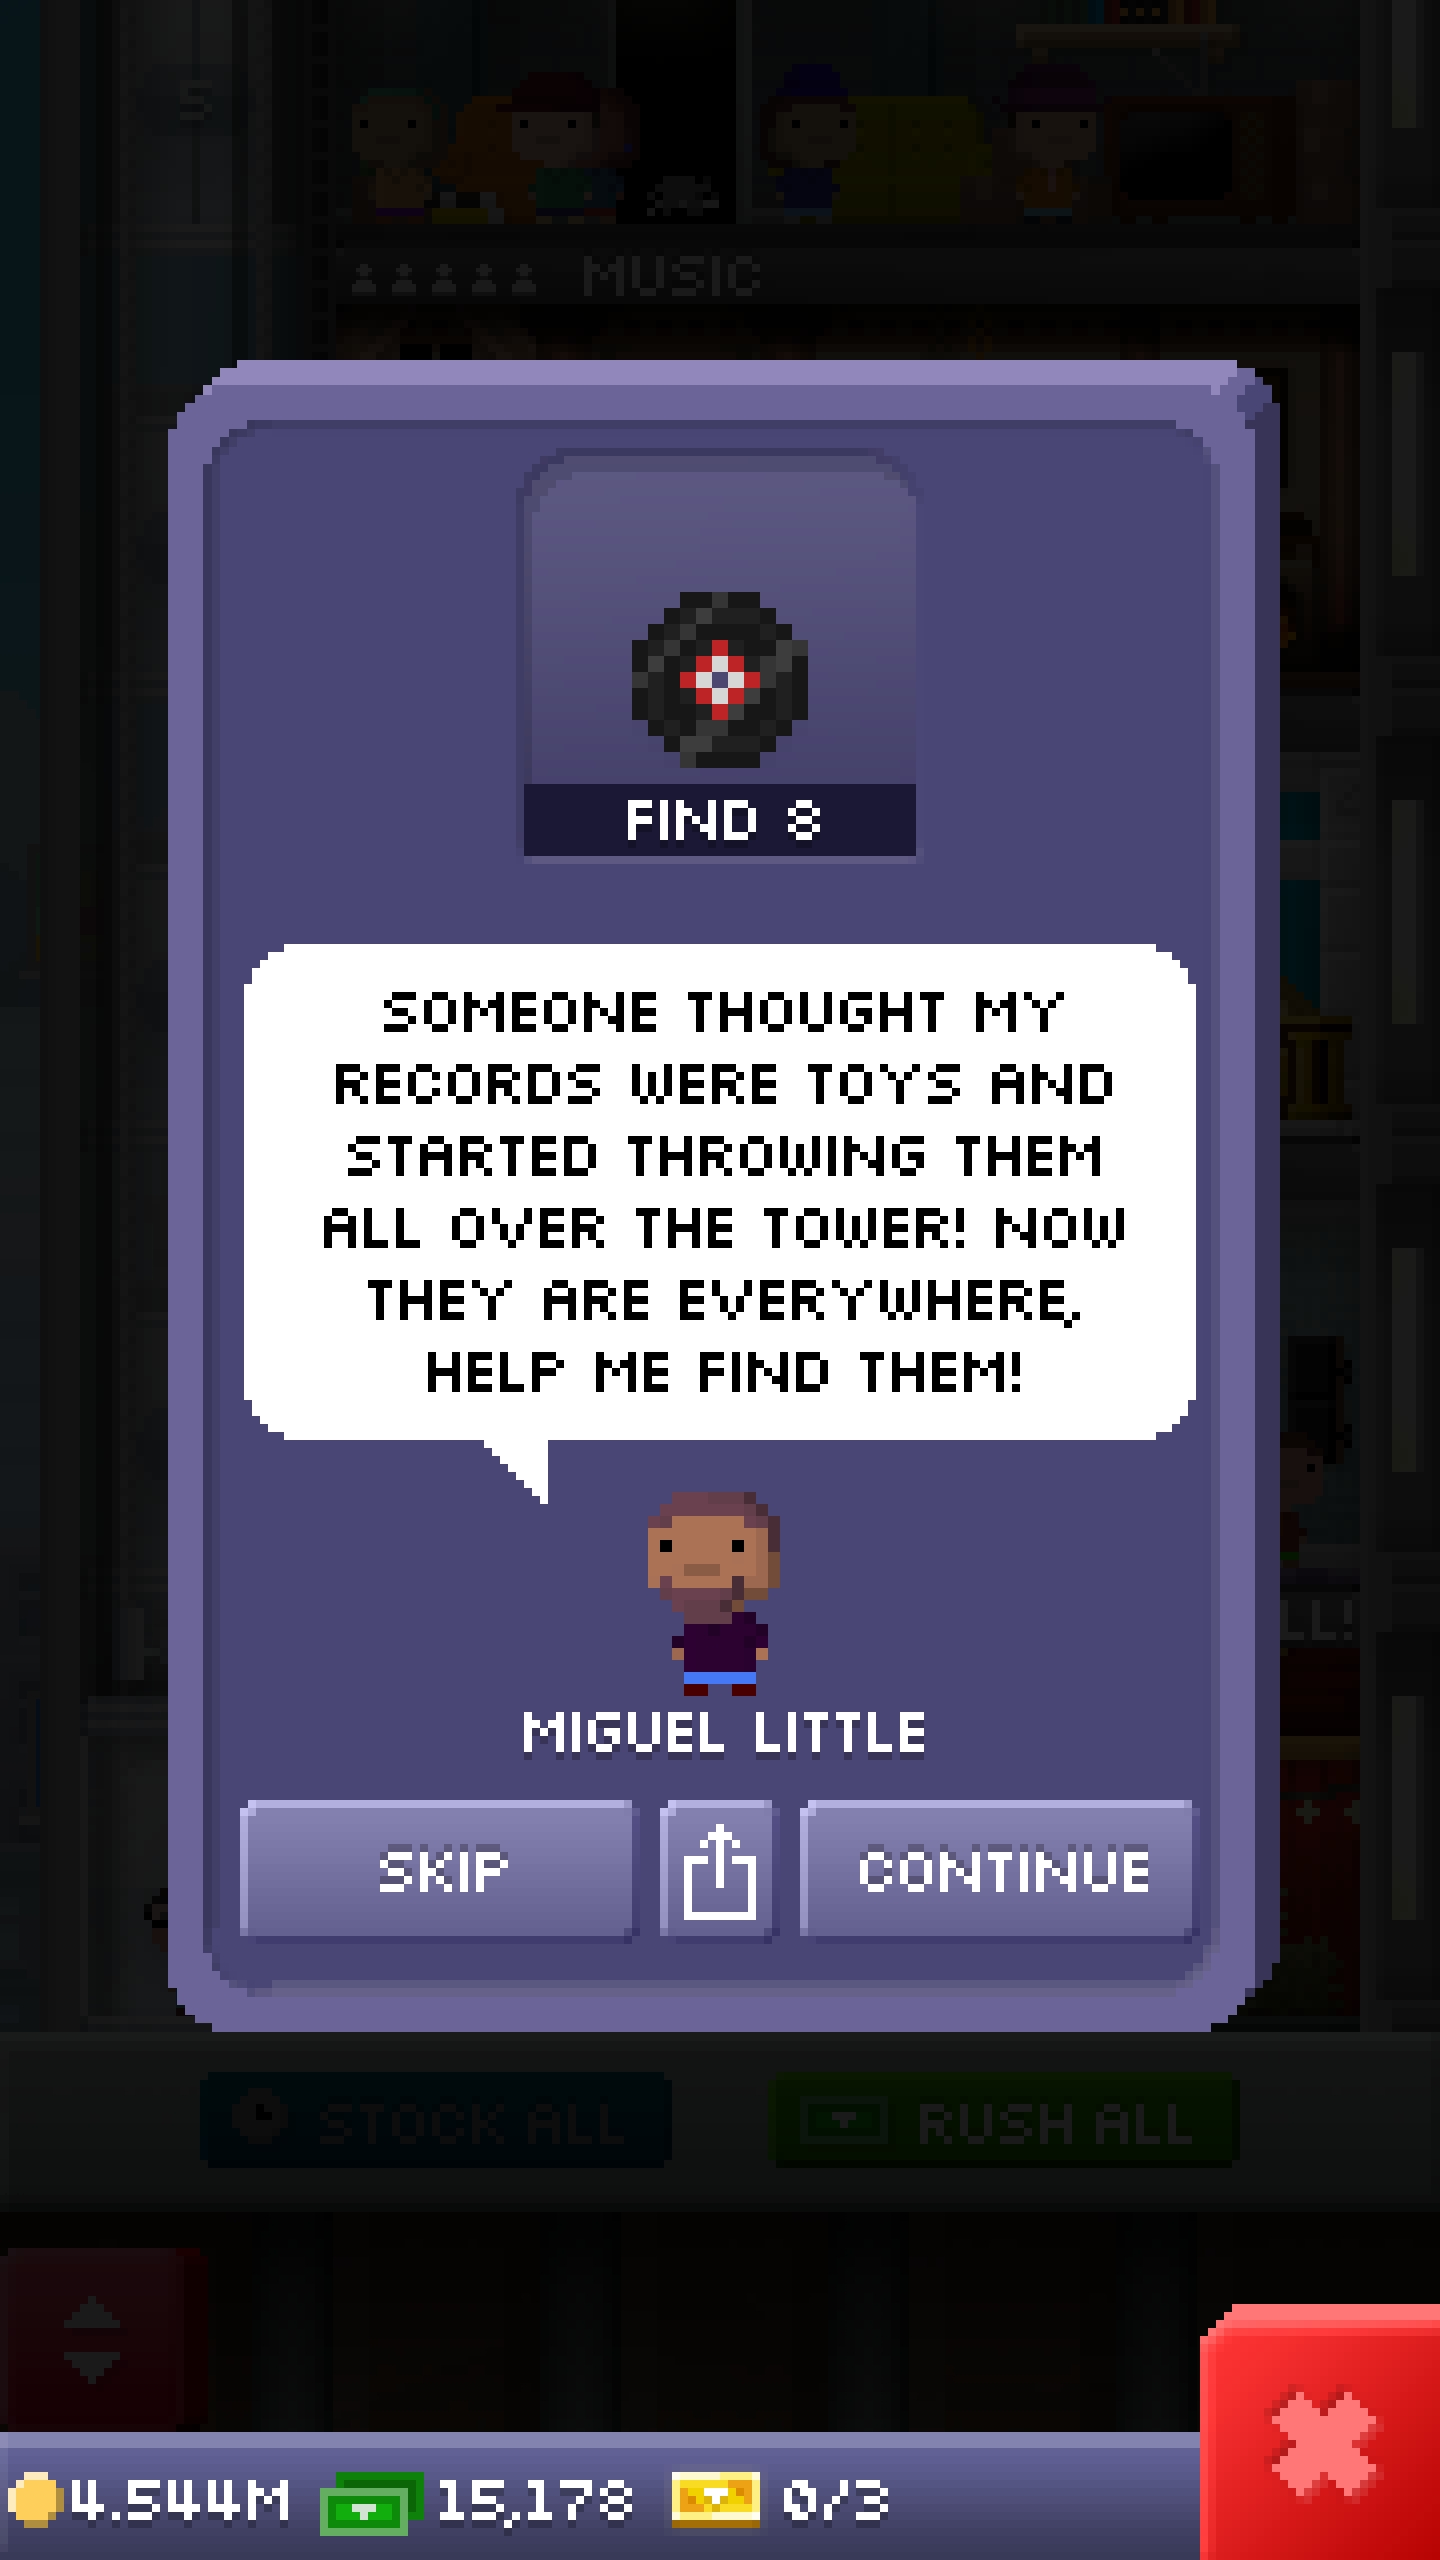 5
MUSIC
FIND 8
SOMEONE THOUGHT MY
RECORDS WERE TOYS AND
STARTED THROWING THEM
ALL OVER THE TOWER! NOW
THEY ARE EVERYWHERE,
HELP ME FIND THEM!
LL!
MIGUEL LITTLE
SKIP
CONTINUE
STOCK ALL
RUSH ALL
4.544M
15,178
0/3